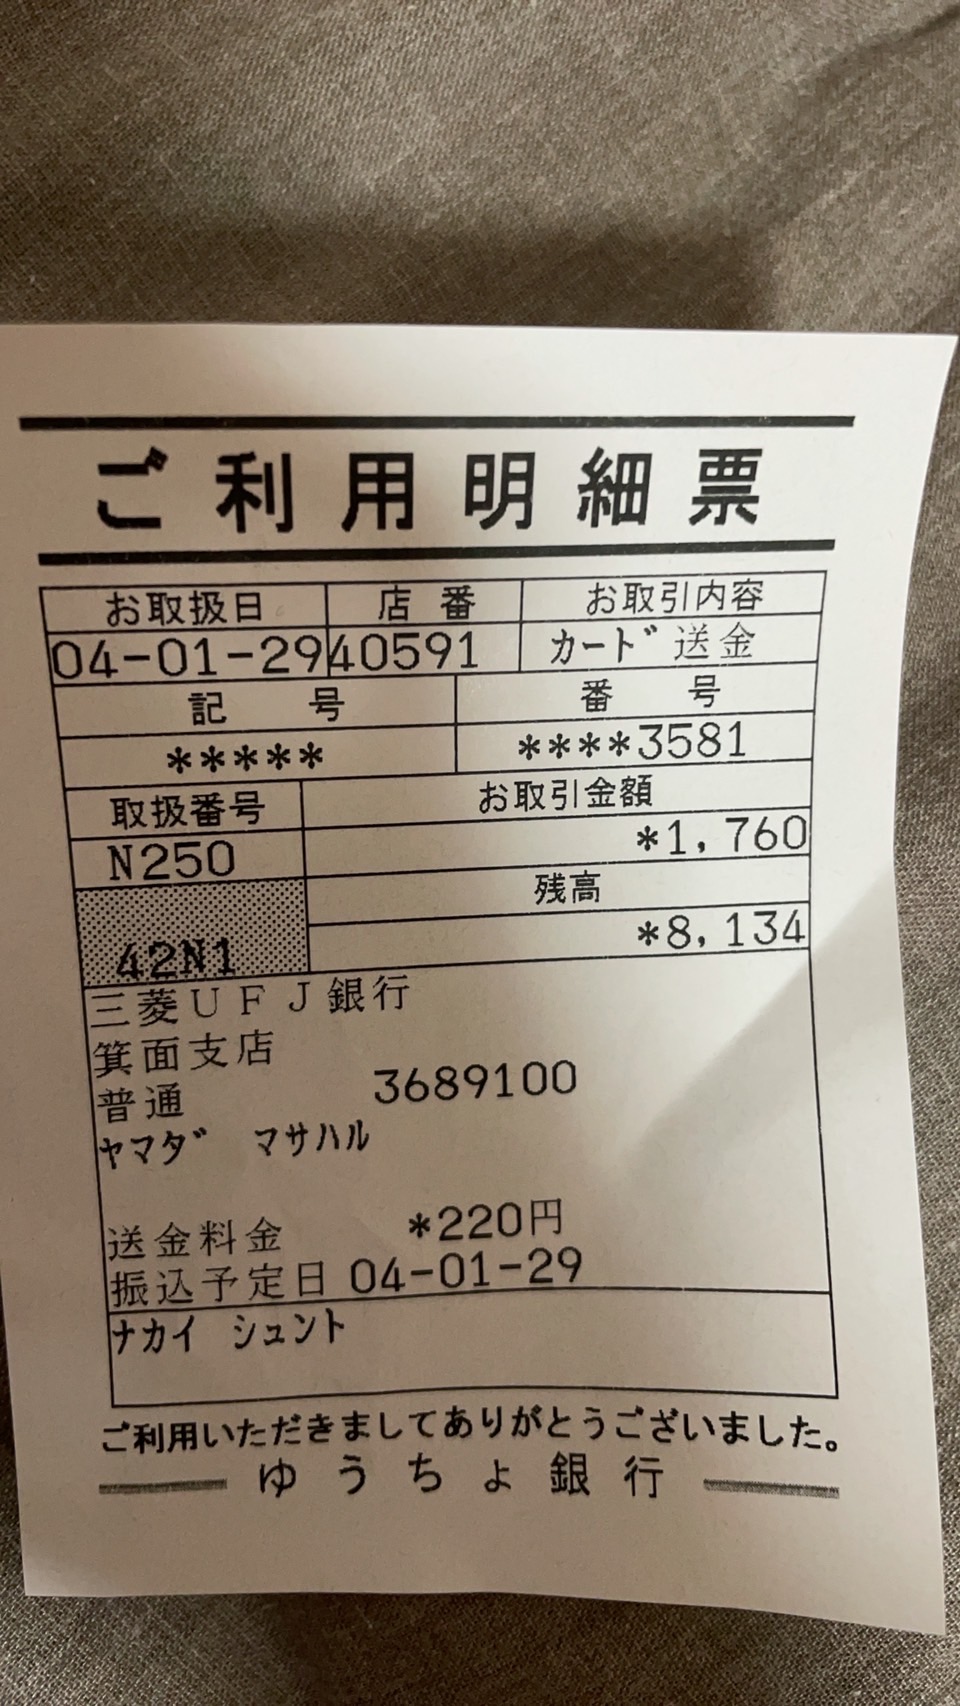 ご利用明細票
お取扱日 店番 お取引内容
04-01-29 40591 カード送金
記号 番号
***** ****3581
取扱番号 お取引金額
N250 *1,760
残高
42N1 *8,134
三菱UFJ銀行
箕面支店
普通 3689100
ヤマダ マサハル
送金料金 *220円
振込予定日 04-01-29
ナカイ シュント
ご利用いただきましてありがとうございました。
ゆうちょ銀行